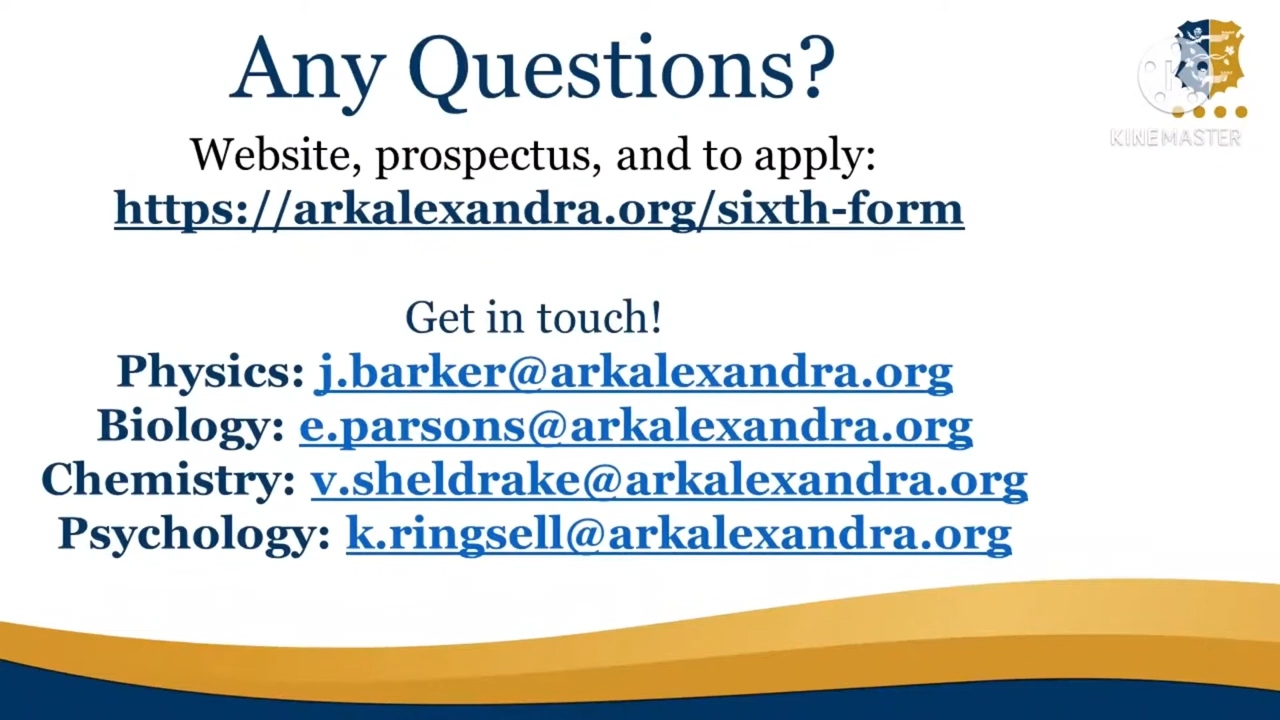 Any Questions?
Website, prospectus, and to apply:
https://arkalexandra.org/sixth-form
Get in touch!
Physics: j.barker@arkalexandra.org
Biology: e.parsons@arkalexandra.org
Chemistry: v.sheldrake@arkalexandra.org
Psychology: k.ringsell@arkalexandra.org
KINEMASTER